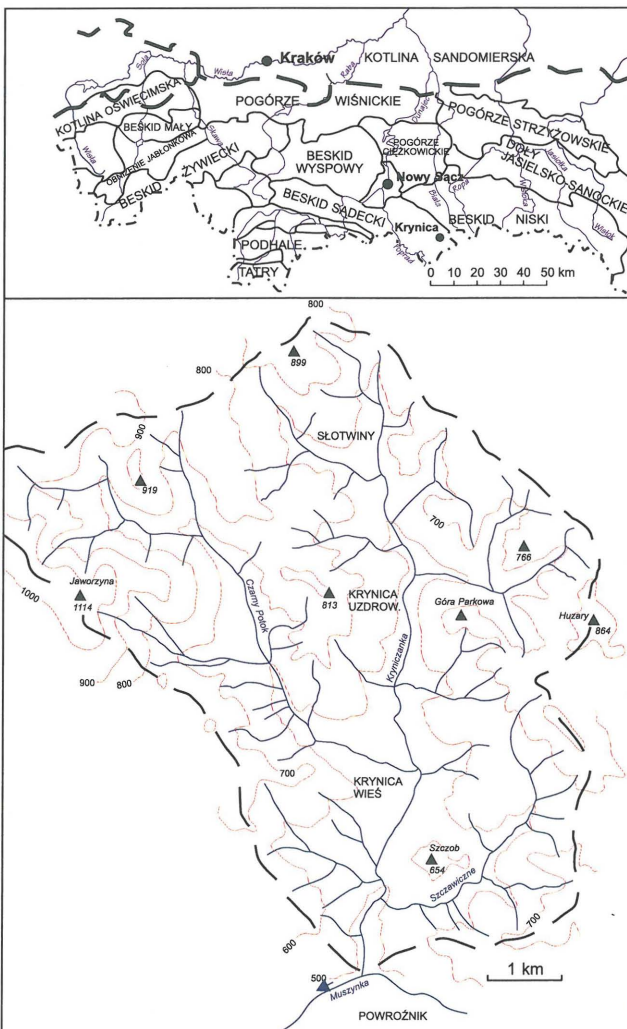 Kraków
KOTLINA SANDOMIERSKA
Soła
Wisła
Raba
KOTLINA OŚWIĘCIMSKA
POGÓRZE WIŚNICKIE
Dunajec
POGÓRZE STRZYŻOWSKIE
BESKID MAŁY
Skawa
POGÓRZE
CIĘŻKOWICKIE
DOŁY
JASIELSKO-SANOCKIE
Jasiołka
Wisła
OBNIŻENIE JABŁONKOWA
BESKID ŻYWIECKI
BESKID
WYSPOWY
Nowy Sącz
Biała
Ropa
Wisłoka
BESKID SĄDECKI
BESKID NISKI
Wisłok
Krynica
Poprad
PODHALE
TATRY
0 10 20 30 40 50 km
800
899
800
SŁOTWINY
900
919
700
766
Jaworzyna
1114
1000
Czarny Potok
813
KRYNICA
UZDROW.
Góra Parkowa
Huzary
864
Kryniczanka
900
800
700
KRYNICA
WIEŚ
Szczob
654
Szczawiczne
700
600
500
1 km
Muszynka
POWROŹNIK